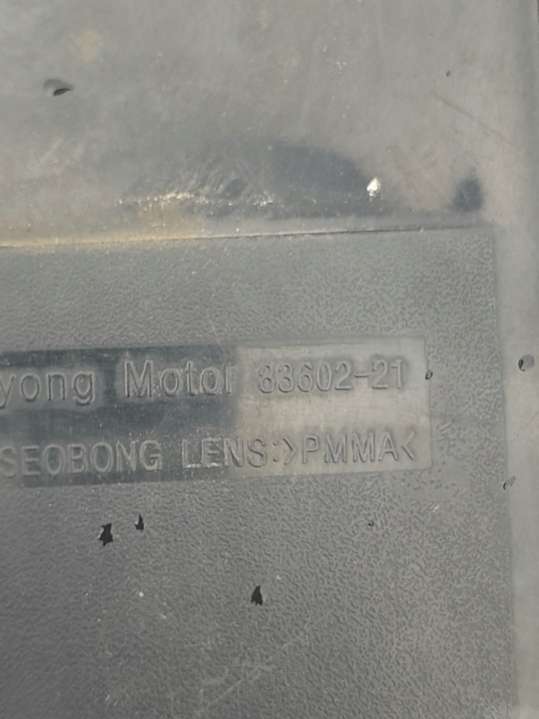 yong Motor 83602-21
SEOBONG LENS:>PMMA<